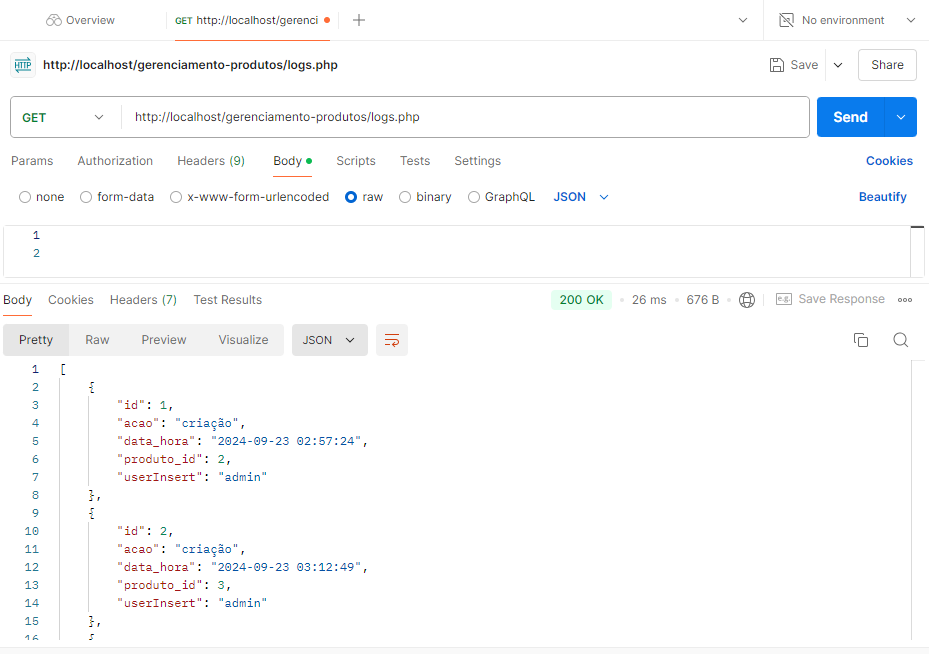 Overview GET http://localhost/gerenci No environment
HTTP http://localhost/gerenciamento-produtos/logs.php Save Share
GET http://localhost/gerenciamento-produtos/logs.php Send
Params Authorization Headers (9) Body Scripts Tests Settings Cookies
none form-data x-www-form-urlencoded raw binary GraphQL JSON Beautify
1
2
Body Cookies Headers (7) Test Results 200 OK 26 ms 676 B e.g. Save Response
Pretty Raw Preview Visualize JSON
1 [
2 {
3 "id": 1,
4 "acao": "criação",
5 "data_hora": "2024-09-23 02:57:24",
6 "produto_id": 2,
7 "userInsert": "admin"
8 },
9 {
10 "id": 2,
11 "acao": "criação",
12 "data_hora": "2024-09-23 03:12:49",
13 "produto_id": 3,
14 "userInsert": "admin"
15 },
16 {